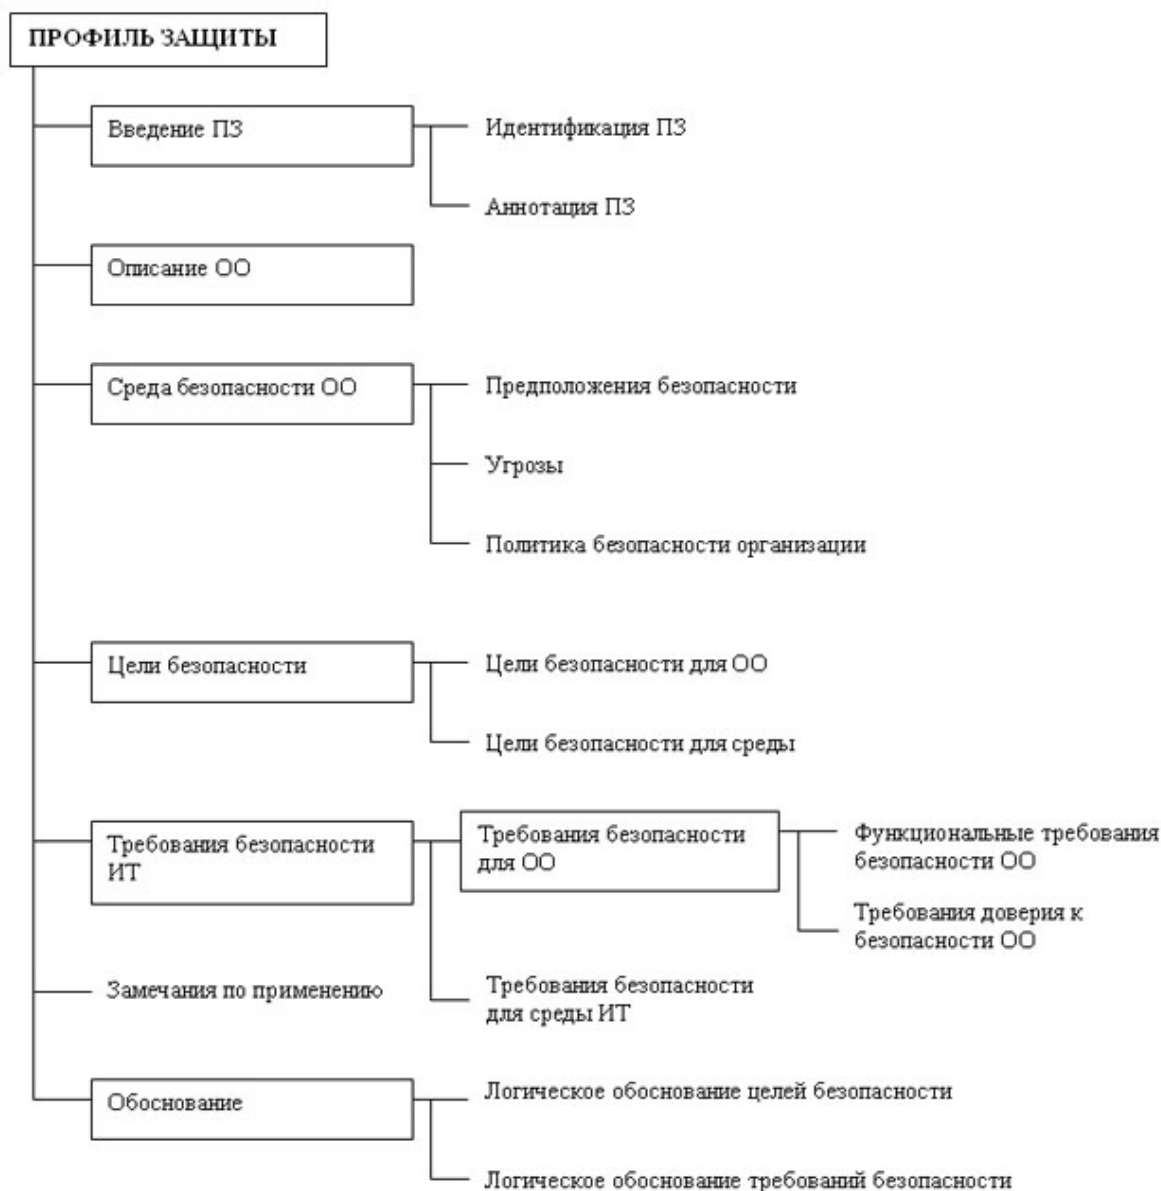 ПРОФИЛЬ ЗАЩИТЫ
Введение ПЗ
Идентификация ПЗ
Аннотация ПЗ
Описание ОО
Среда безопасности ОО
Предположения безопасности
Угрозы
Политика безопасности организации
Цели безопасности
Цели безопасности для ОО
Цели безопасности для среды
Требования безопасности
ИТ
Требования безопасности
для ОО
Функциональные требования
безопасности ОО
Требования доверия к
безопасности ОО
Требования безопасности
для среды ИТ
Замечания по применению
Обоснование
Логическое обоснование целей безопасности
Логическое обоснование требований безопасности